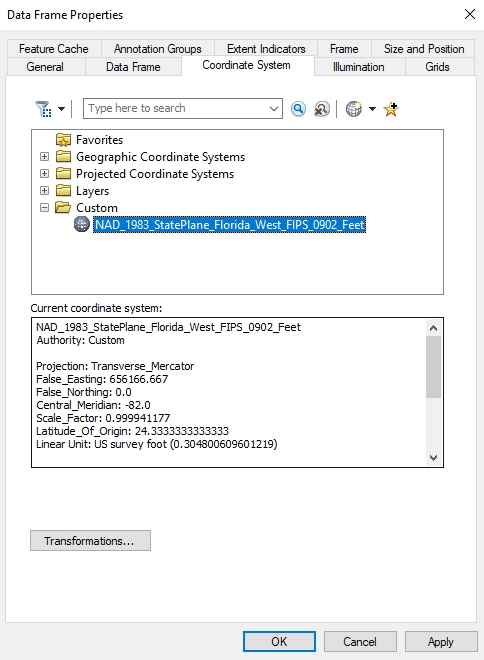 Data Frame Properties
Feature Cache Annotation Groups Extent Indicators Frame Size and Position
General Data Frame Coordinate System Illumination Grids
Type here to search
Favorites
Geographic Coordinate Systems
Projected Coordinate Systems
Layers
Custom
NAD_1983_StatePlane_Florida_West_FIPS_0902_Feet
Current coordinate system:
NAD_1983_StatePlane_Florida_West_FIPS_0902_Feet
Authority: Custom
Projection: Transverse_Mercator
False_Easting: 656166.667
False_Northing: 0.0
Central_Meridian: -82.0
Scale_Factor: 0.999941177
Latitude_Of_Origin: 24.3333333333333
Linear Unit: US survey foot (0.304800609601219)
Transformations...
OK Cancel Apply